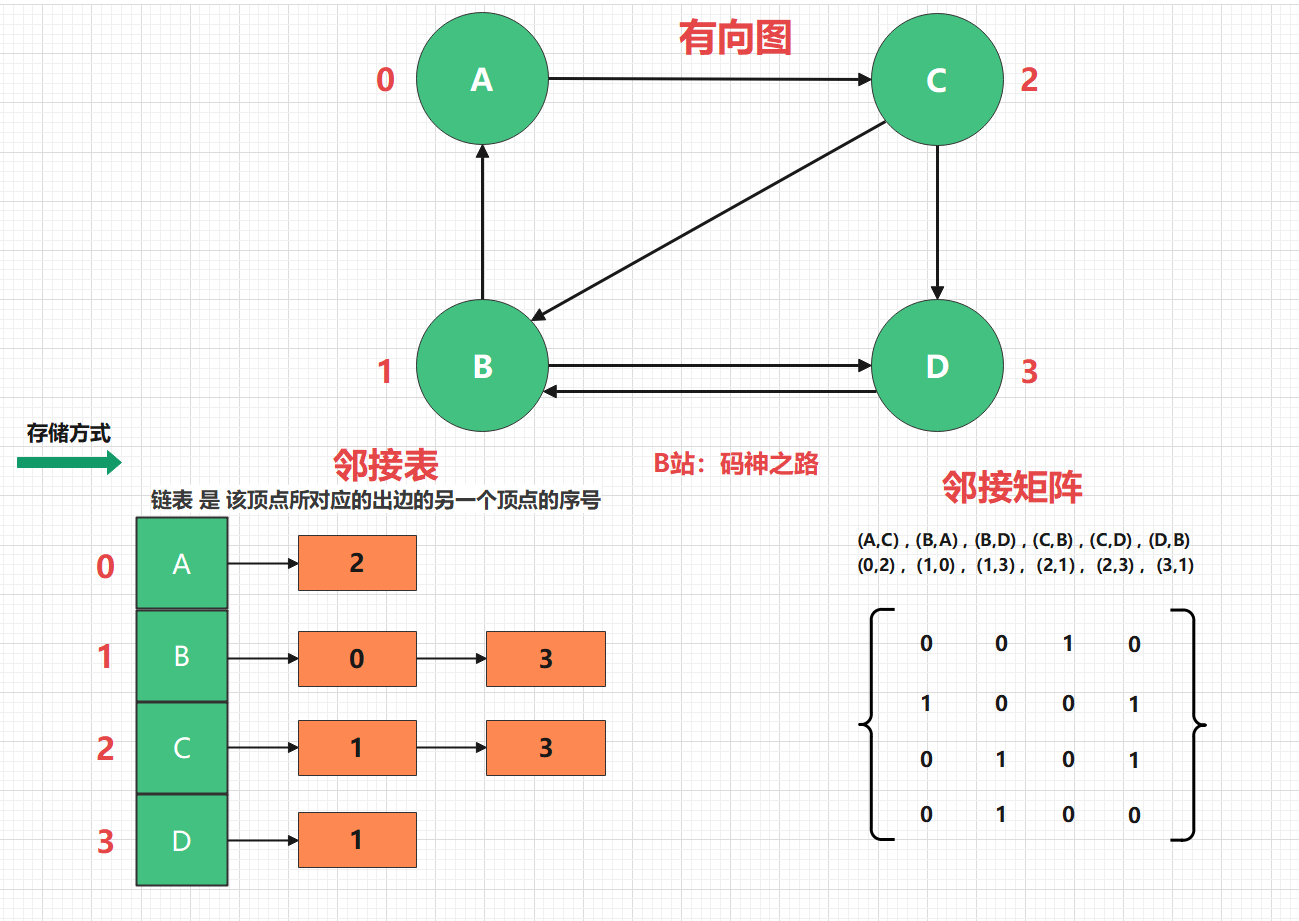 有向图
0 A C 2
1 B D 3
存储方式
邻接表
B站：码神之路
邻接矩阵
链表 是 该顶点所对应的出边的另一个顶点的序号
0 A 2
1 B 0 3
2 C 1 3
3 D 1
(A,C) , (B,A) , (B,D) , (C,B) , (C,D) , (D,B)
(0,2) , (1,0) , (1,3) , (2,1) , (2,3) , (3,1)
0 0 1 0
1 0 0 1
0 1 0 1
0 1 0 0